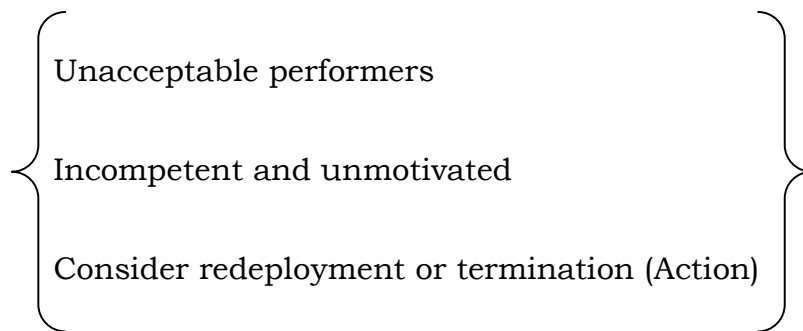 Unacceptable performers
Incompetent and unmotivated
Consider redeployment or termination (Action)